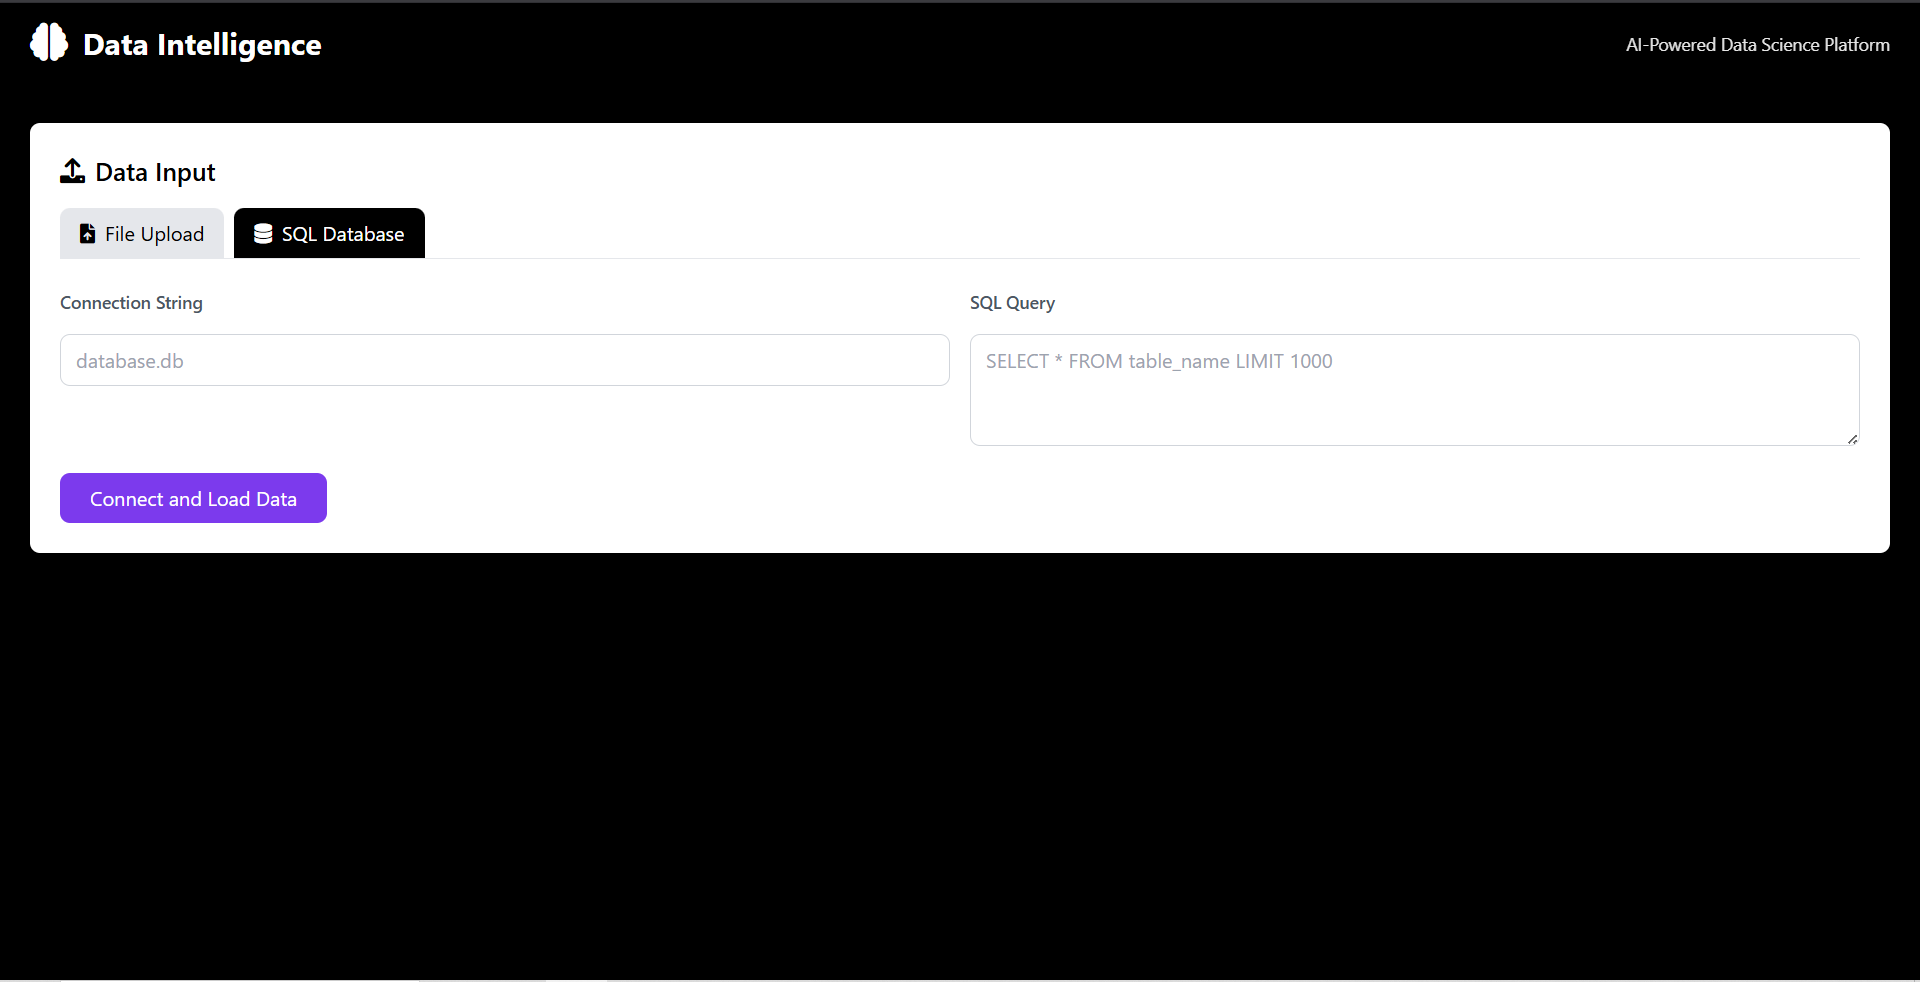 Data Intelligence
AI-Powered Data Science Platform
Data Input
File Upload
SQL Database
Connection String
SQL Query
database.db
SELECT * FROM table_name LIMIT 1000
Connect and Load Data